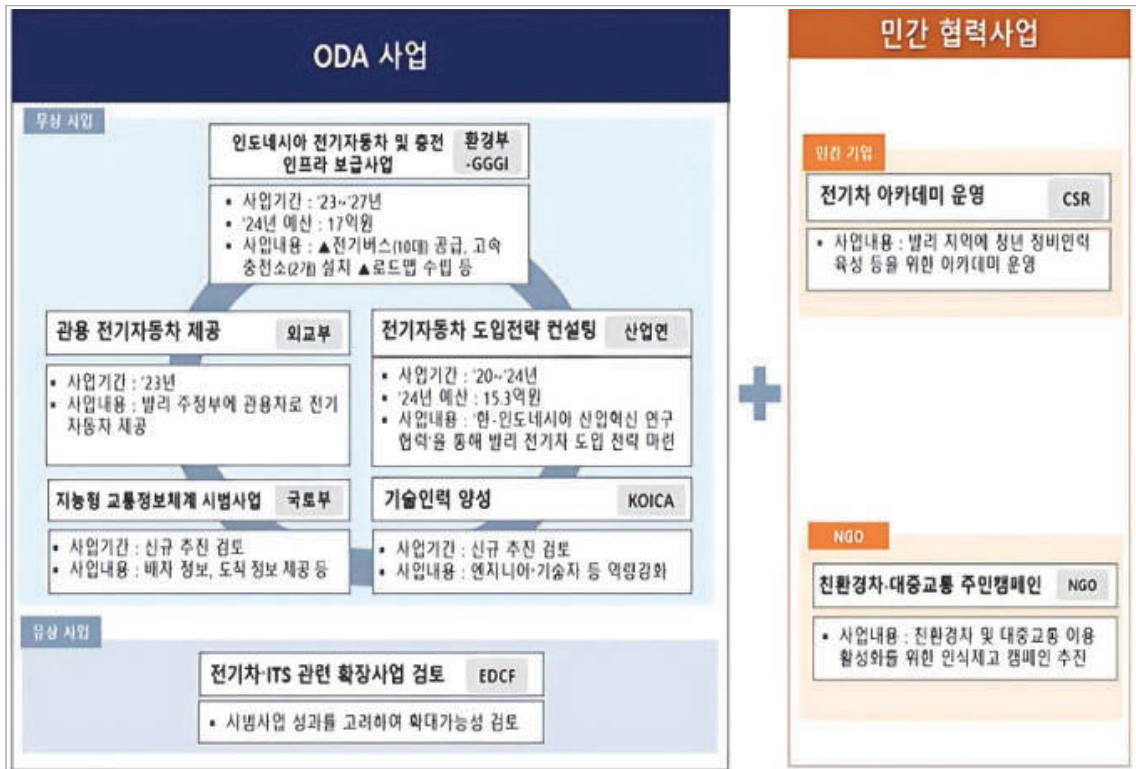 ODA 사업
무상 사업
인도네시아 전기자동차 및 충전
인프라 보급사업
환경부
-GGGI
▪ 사업기간 : '23~'27년
▪ '24년 예산 : 17억원
▪ 사업내용 : ▲전기버스(10대) 공급, 고속
충전소(2개) 설치 ▲로드맵 수립 등
관용 전기자동차 제공
외교부
▪ 사업기간 : '23년
▪ 사업내용 : 발리 주정부에 관용차로 전기
자동차 제공
전기자동차 도입전략 컨설팅
산업연
▪ 사업기간 : '20~'24년
▪ '24년 예산 : 15.3억원
▪ 사업내용 : '한-인도네시아 산업혁신 연구
협력'을 통해 발리 전기차 도입 전략 마련
지능형 교통정보체계 시범사업
국토부
▪ 사업기간 : 신규 추진 검토
▪ 사업내용 : 배차 정보, 도착 정보 제공 등
기술인력 양성
KOICA
▪ 사업기간 : 신규 추진 검토
▪ 사업내용 : 엔지니어·기술자 등 역량강화
유상 사업
전기차·ITS 관련 확장사업 검토
EDCF
▪ 시범사업 성과를 고려하여 확대가능성 검토
민간 협력사업
민간 기업
전기차 아카데미 운영
CSR
▪ 사업내용 : 발리 지역에 청년 정비인력
육성 등을 위한 아카데미 운영
NGO
친환경차·대중교통 주민캠페인
NGO
▪ 사업내용 : 친환경차 및 대중교통 이용
활성화를 위한 인식제고 캠페인 추진